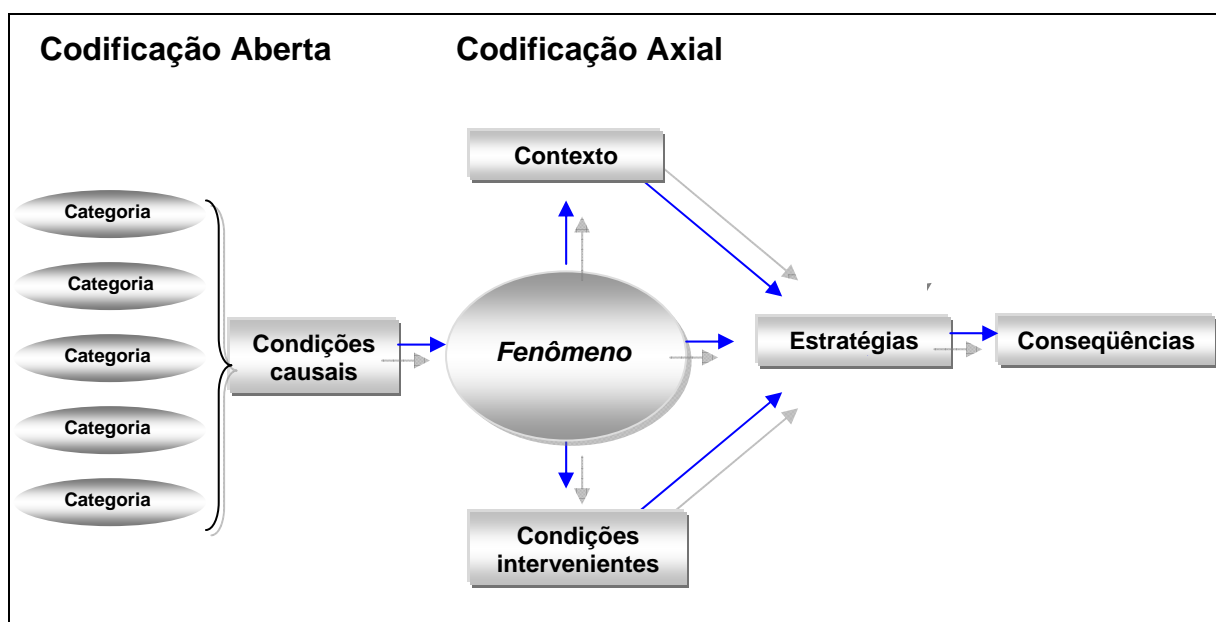 Codificação Aberta
Codificação Axial
Categoria
Categoria
Categoria
Categoria
Categoria
Condições
causais
Contexto
Fenômeno
Condições
intervenientes
Estratégias
Conseqüências